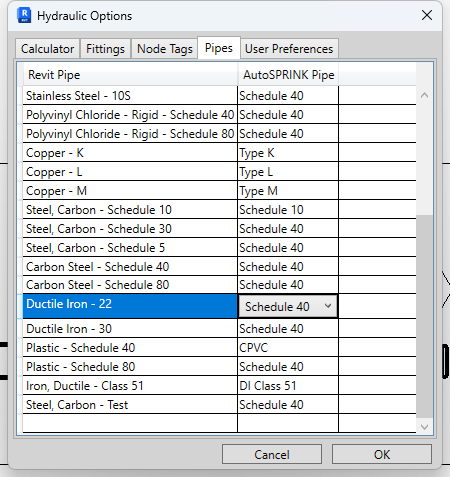 Hydraulic Options
Calculator Fittings Node Tags Pipes User Preferences
Revit Pipe AutoSPRINK Pipe
Stainless Steel - 10S Schedule 40
Polyvinyl Chloride - Rigid - Schedule 40 Schedule 40
Polyvinyl Chloride - Rigid - Schedule 80 Schedule 40
Copper - K Type K
Copper - L Type L
Copper - M Type M
Steel, Carbon - Schedule 10 Schedule 10
Steel, Carbon - Schedule 30 Schedule 40
Steel, Carbon - Schedule 5 Schedule 40
Carbon Steel - Schedule 40 Schedule 40
Carbon Steel - Schedule 80 Schedule 40
Ductile Iron - 22 Schedule 40
Ductile Iron - 30 Schedule 40
Plastic - Schedule 40 CPVC
Plastic - Schedule 80 Schedule 40
Iron, Ductile - Class 51 DI Class 51
Steel, Carbon - Test Schedule 40
Cancel OK